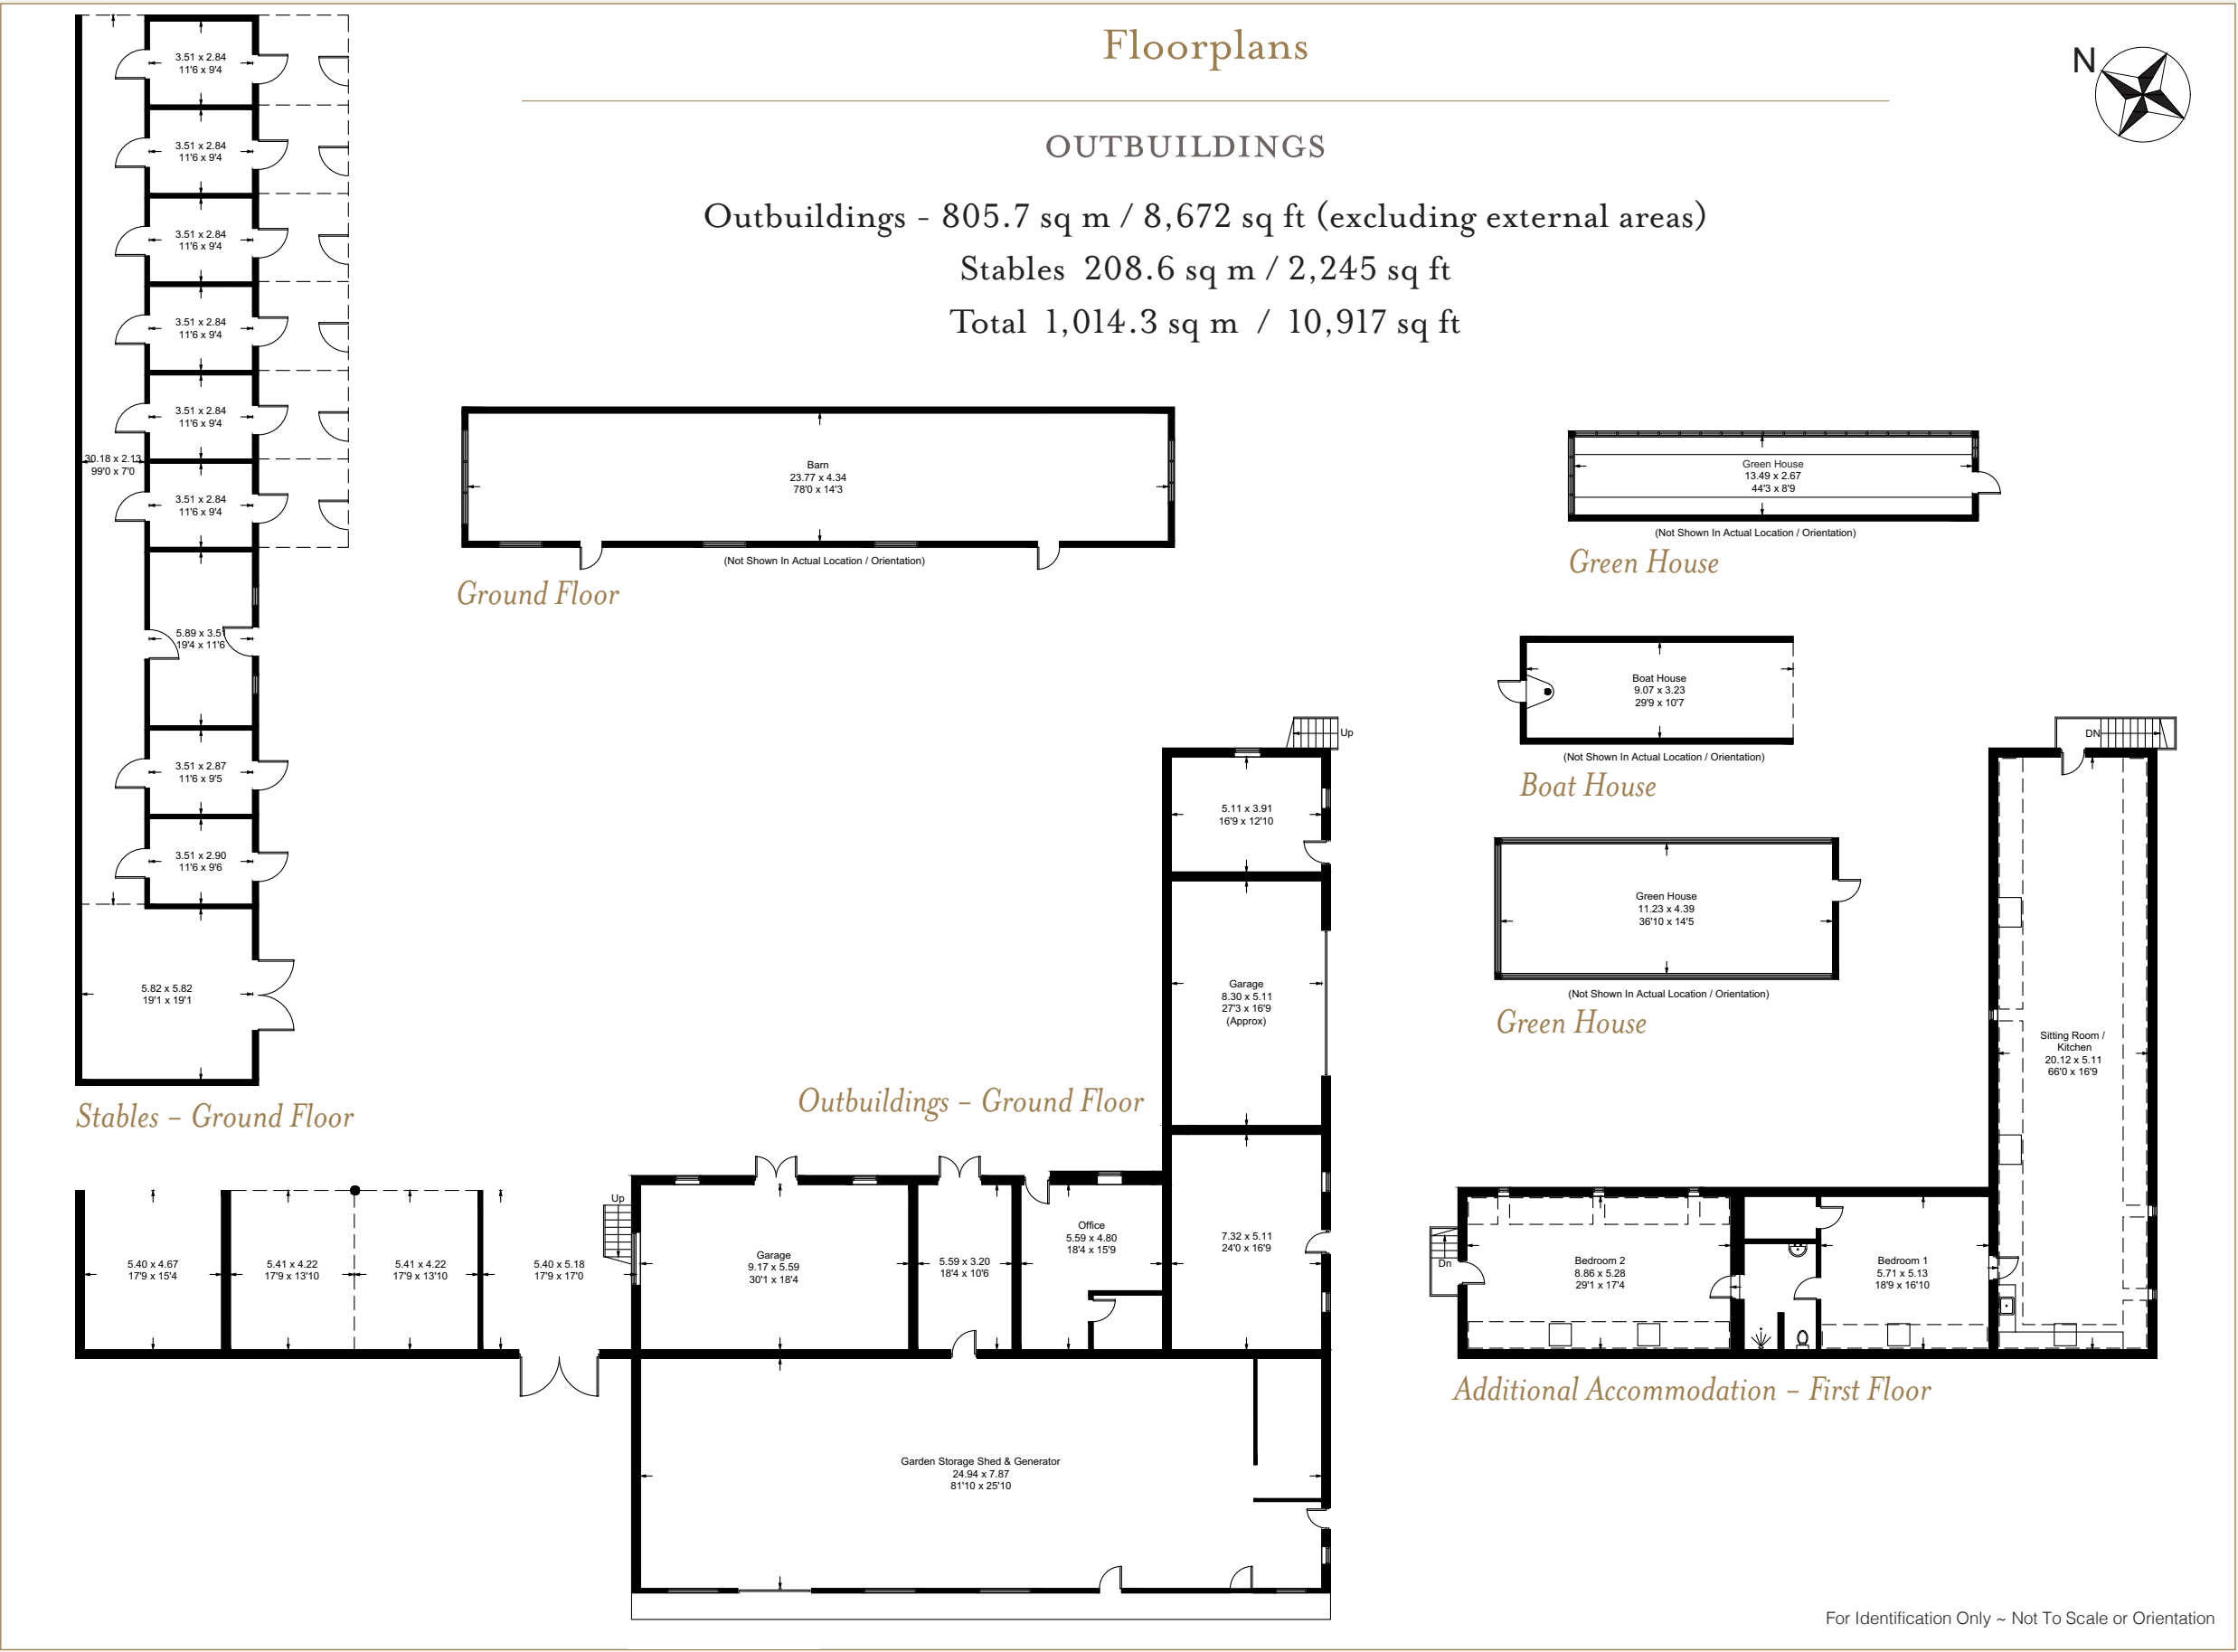 Floorplans
N
OUTBUILDINGS
Outbuildings - 805.7 sq m / 8,672 sq ft (excluding external areas)
Stables 208.6 sq m / 2,245 sq ft
Total 1,014.3 sq m / 10,917 sq ft
3.51 x 2.84
11'6 x 9'4
3.51 x 2.84
11'6 x 9'4
3.51 x 2.84
11'6 x 9'4
3.51 x 2.84
11'6 x 9'4
3.51 x 2.84
11'6 x 9'4
30.18 x 2.13
99'0 x 7'0
3.51 x 2.84
11'6 x 9'4
5.89 x 3.51
19'4 x 11'6
3.51 x 2.87
11'6 x 9'5
3.51 x 2.90
11'6 x 9'6
5.82 x 5.82
19'1 x 19'1
Stables – Ground Floor
Barn
23.77 x 4.34
78'0 x 14'3
(Not Shown In Actual Location / Orientation)
Ground Floor
Green House
13.49 x 2.67
44'3 x 8'9
(Not Shown In Actual Location / Orientation)
Green House
Boat House
9.07 x 3.23
29'9 x 10'7
(Not Shown In Actual Location / Orientation)
Boat House
Green House
11.23 x 4.39
36'10 x 14'5
(Not Shown In Actual Location / Orientation)
Green House
Up
5.11 x 3.91
16'9 x 12'10
Garage
8.30 x 5.11
27'3 x 16'9
(Approx)
Outbuildings – Ground Floor
5.40 x 4.67
17'9 x 15'4
5.41 x 4.22
17'9 x 13'10
5.41 x 4.22
17'9 x 13'10
5.40 x 5.18
17'9 x 17'0
Up
Garage
9.17 x 5.59
30'1 x 18'4
5.59 x 3.20
18'4 x 10'6
Office
5.59 x 4.80
18'4 x 15'9
7.32 x 5.11
24'0 x 16'9
Garden Storage Shed & Generator
24.94 x 7.87
81'10 x 25'10
DN
Sitting Room /
Kitchen
20.12 x 5.11
66'0 x 16'9
Dn
Bedroom 2
8.86 x 5.28
29'1 x 17'4
Bedroom 1
5.71 x 5.13
18'9 x 16'10
Additional Accommodation – First Floor
For Identification Only ~ Not To Scale or Orientation